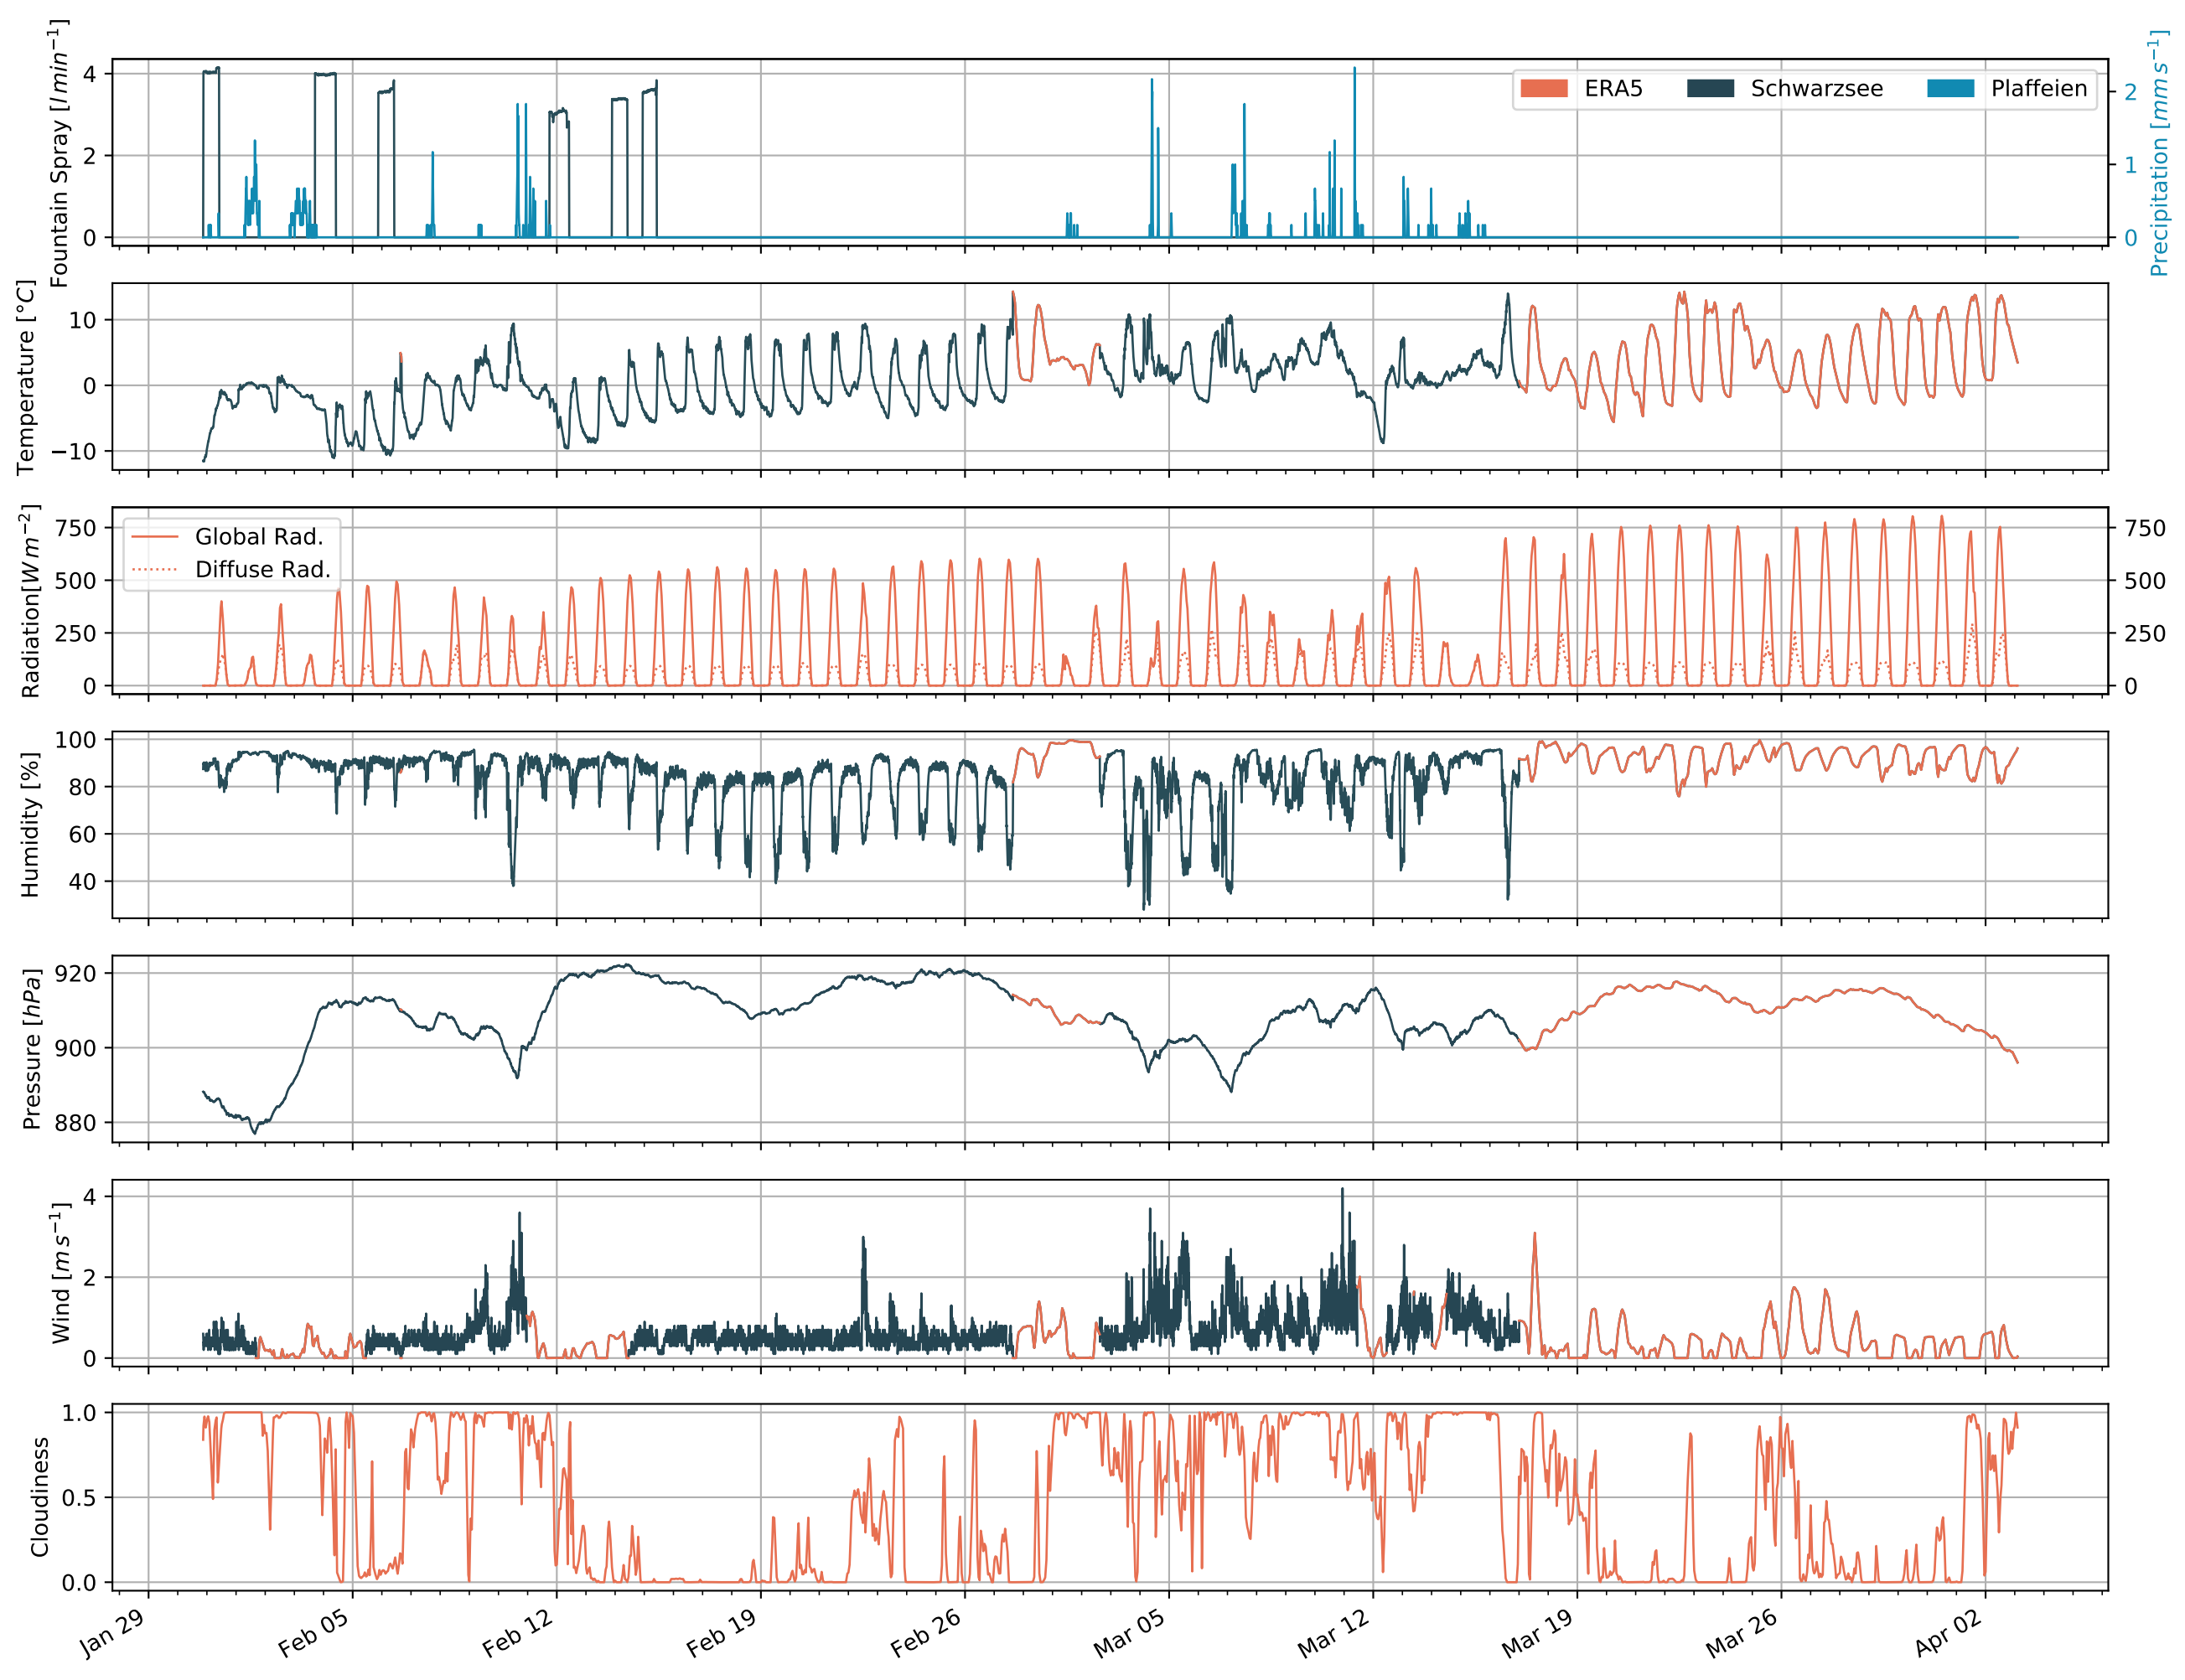 Fountain Spray [l min⁻¹]
4
2
0
ERA5 Schwarzsee Plaffeien
2
1
0
Precipitation [mm s⁻¹]
Temperature [°C]
10
0
−10
Radiation[W m⁻²]
750
500
250
0
Global Rad.
Diffuse Rad.
750
500
250
0
Humidity [%]
100
80
60
40
Pressure [hPa]
920
900
880
Wind [m s⁻¹]
4
2
0
Cloudiness
1.0
0.5
0.0
Jan 29 Feb 05 Feb 12 Feb 19 Feb 26 Mar 05 Mar 12 Mar 19 Mar 26 Apr 02